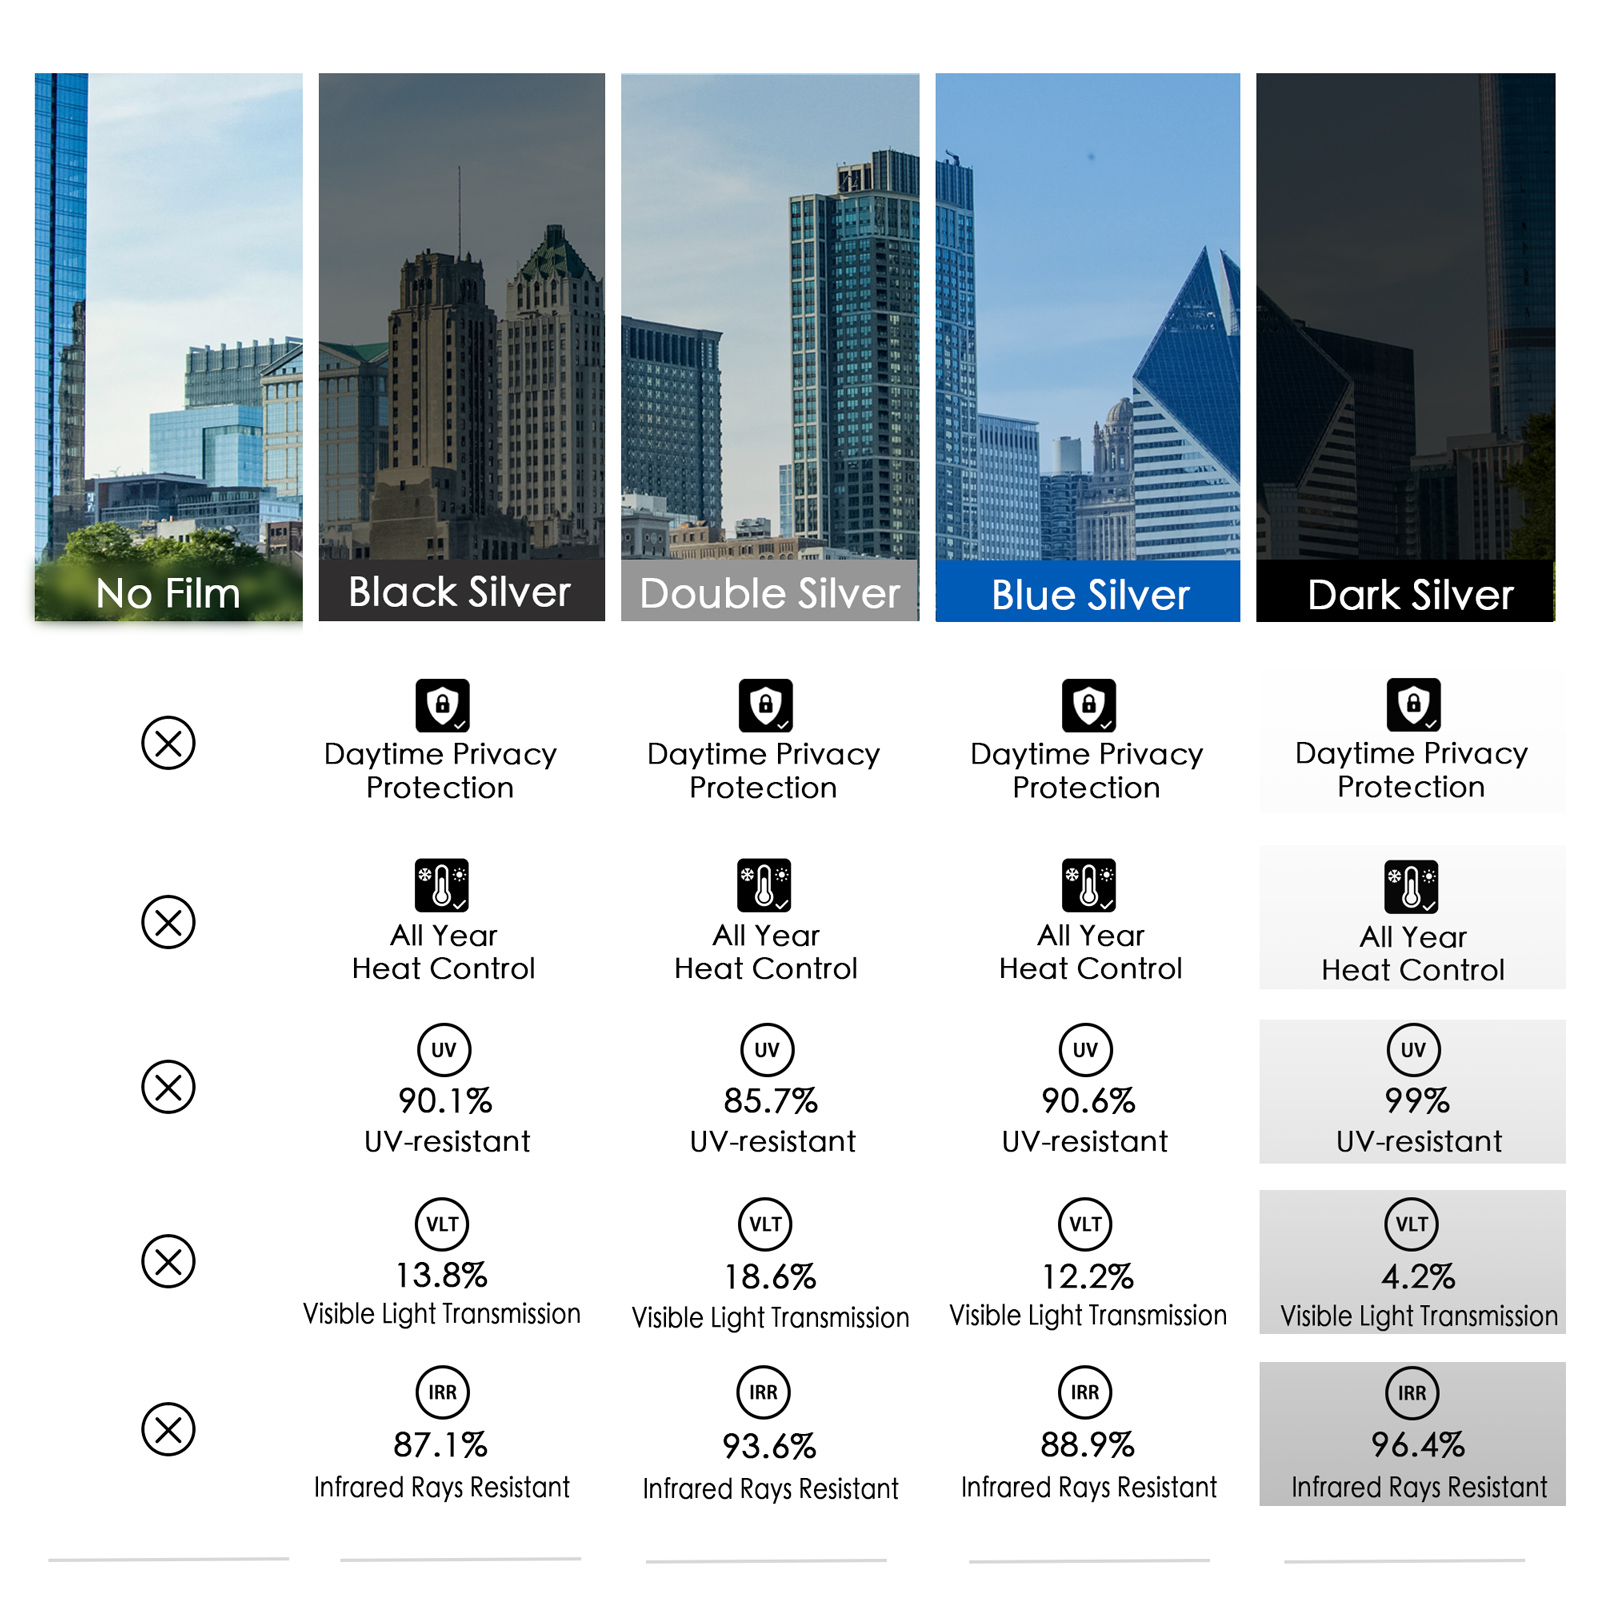 No Film
Black Silver
Double Silver
Blue Silver
Dark Silver
Daytime Privacy
Protection
Daytime Privacy
Protection
Daytime Privacy
Protection
Daytime Privacy
Protection
All Year
Heat Control
All Year
Heat Control
All Year
Heat Control
All Year
Heat Control
UV
90.1%
UV-resistant
UV
85.7%
UV-resistant
UV
90.6%
UV-resistant
UV
99%
UV-resistant
VLT
13.8%
Visible Light Transmission
VLT
18.6%
Visible Light Transmission
VLT
12.2%
Visible Light Transmission
VLT
4.2%
Visible Light Transmission
IRR
87.1%
Infrared Rays Resistant
IRR
93.6%
Infrared Rays Resistant
IRR
88.9%
Infrared Rays Resistant
IRR
96.4%
Infrared Rays Resistant